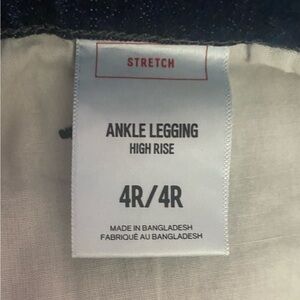 STRETCH
ANKLE LEGGING
HIGH RISE
4R/4R
MADE IN BANGLADESH
FABRIQUÉ AU BANGLADESH